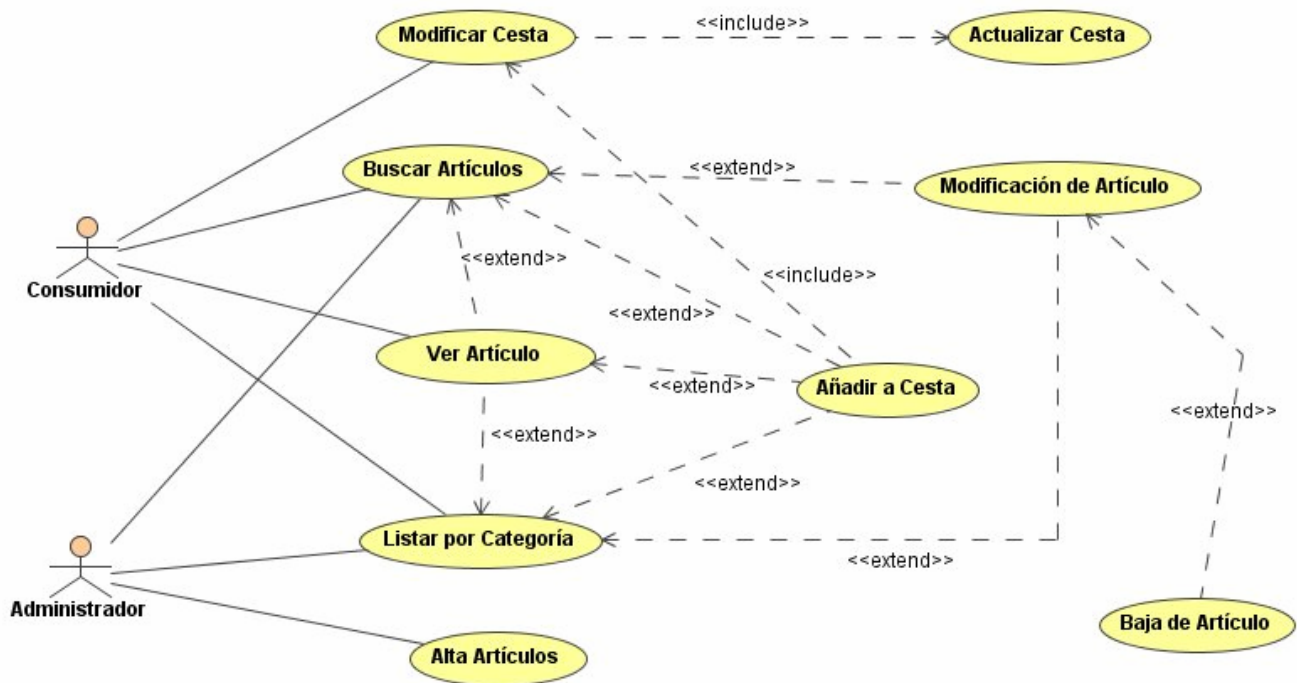 <<include>>
Modificar Cesta
Actualizar Cesta
Buscar Artículos
<<extend>>
Modificación de Artículo
<<extend>>
<<include>>
Consumidor
<<extend>>
Ver Artículo
<<extend>>
Añadir a Cesta
<<extend>>
<<extend>>
<<extend>>
Listar por Categoría
<<extend>>
Administrador
Baja de Artículo
Alta Artículos